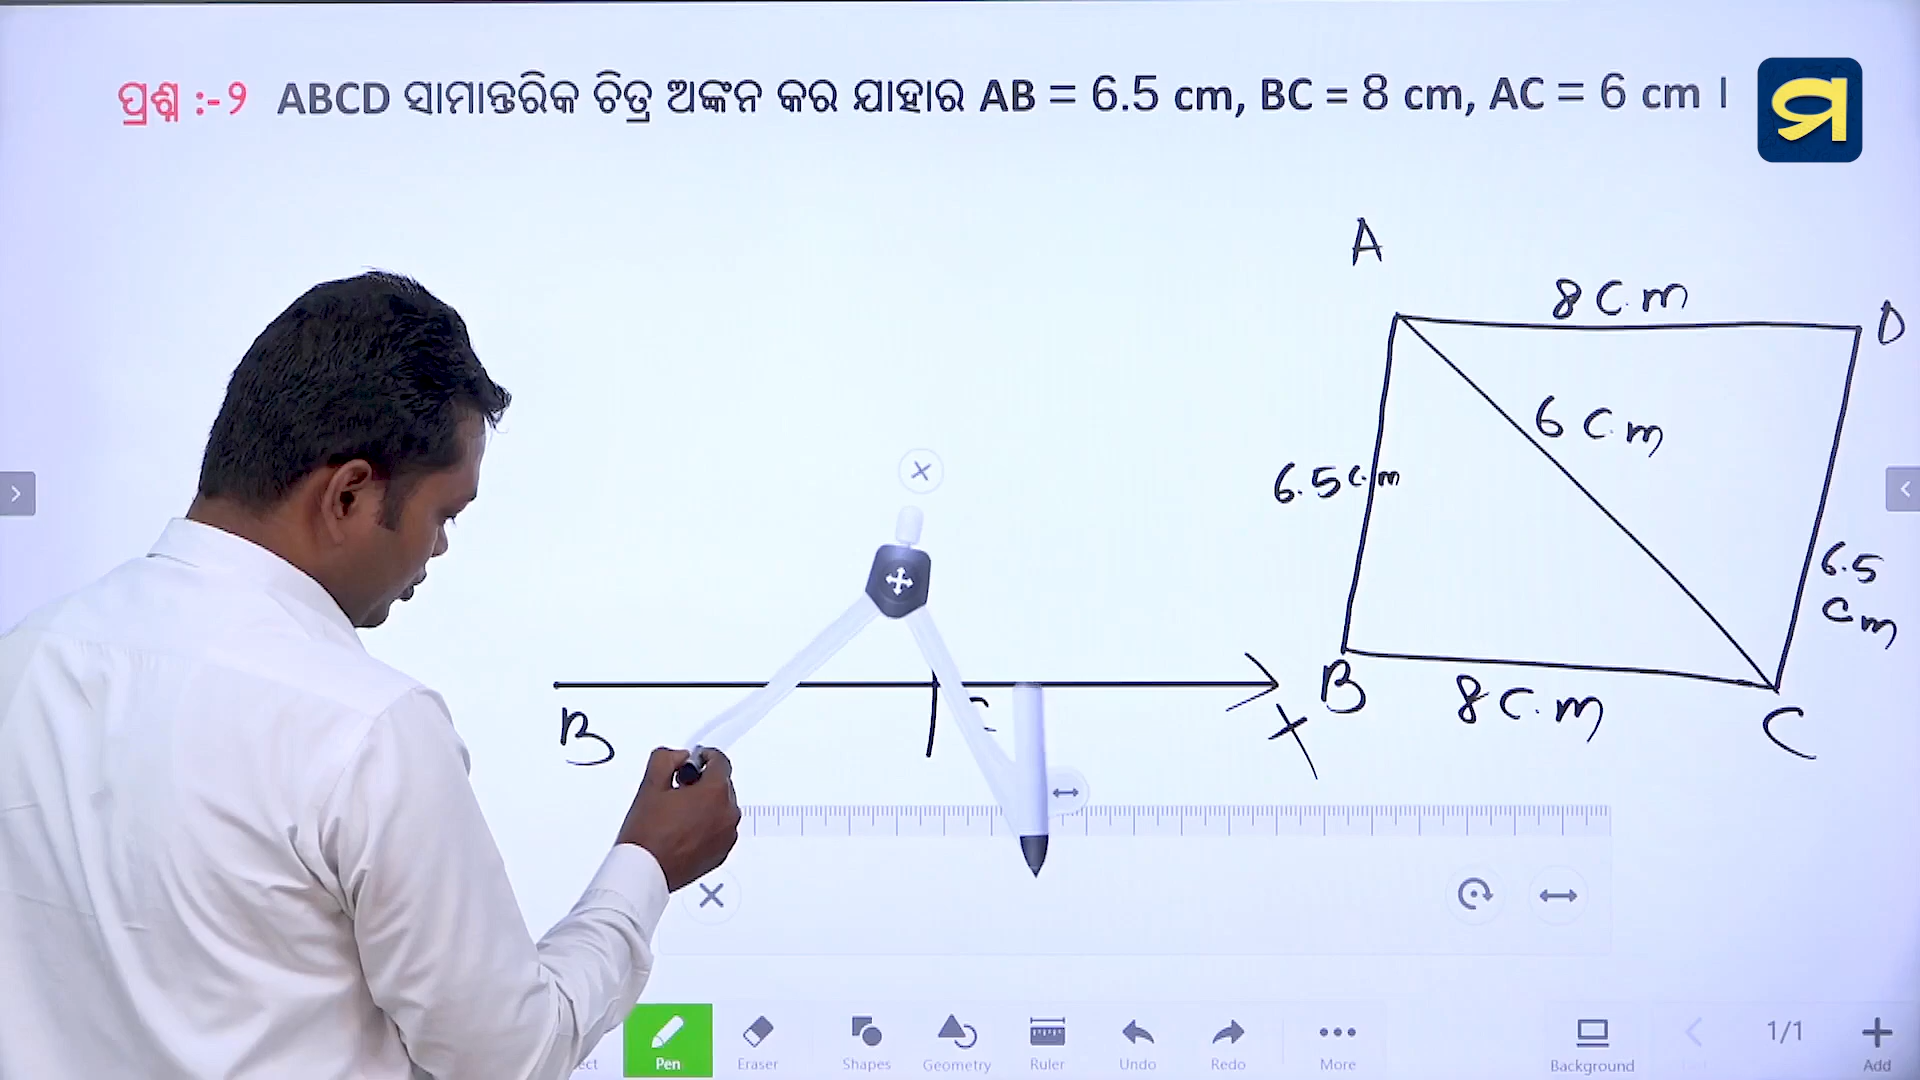 ପ୍ରଶ୍ନ :- ୨ ABCD ସାମାନ୍ତରିକ ଚିତ୍ର ଅଙ୍କନ କର ଯାହାର AB = 6.5 cm, BC = 8 cm, AC = 6 cm ।
ସ
A
8 C.m
D
6 C.m
6.5 c.m
6.5
cm
B
8 C.m
C
B
C
X
Pen
Eraser
Shapes
Geometry
Ruler
Undo
Redo
More
Background
1/1
Add